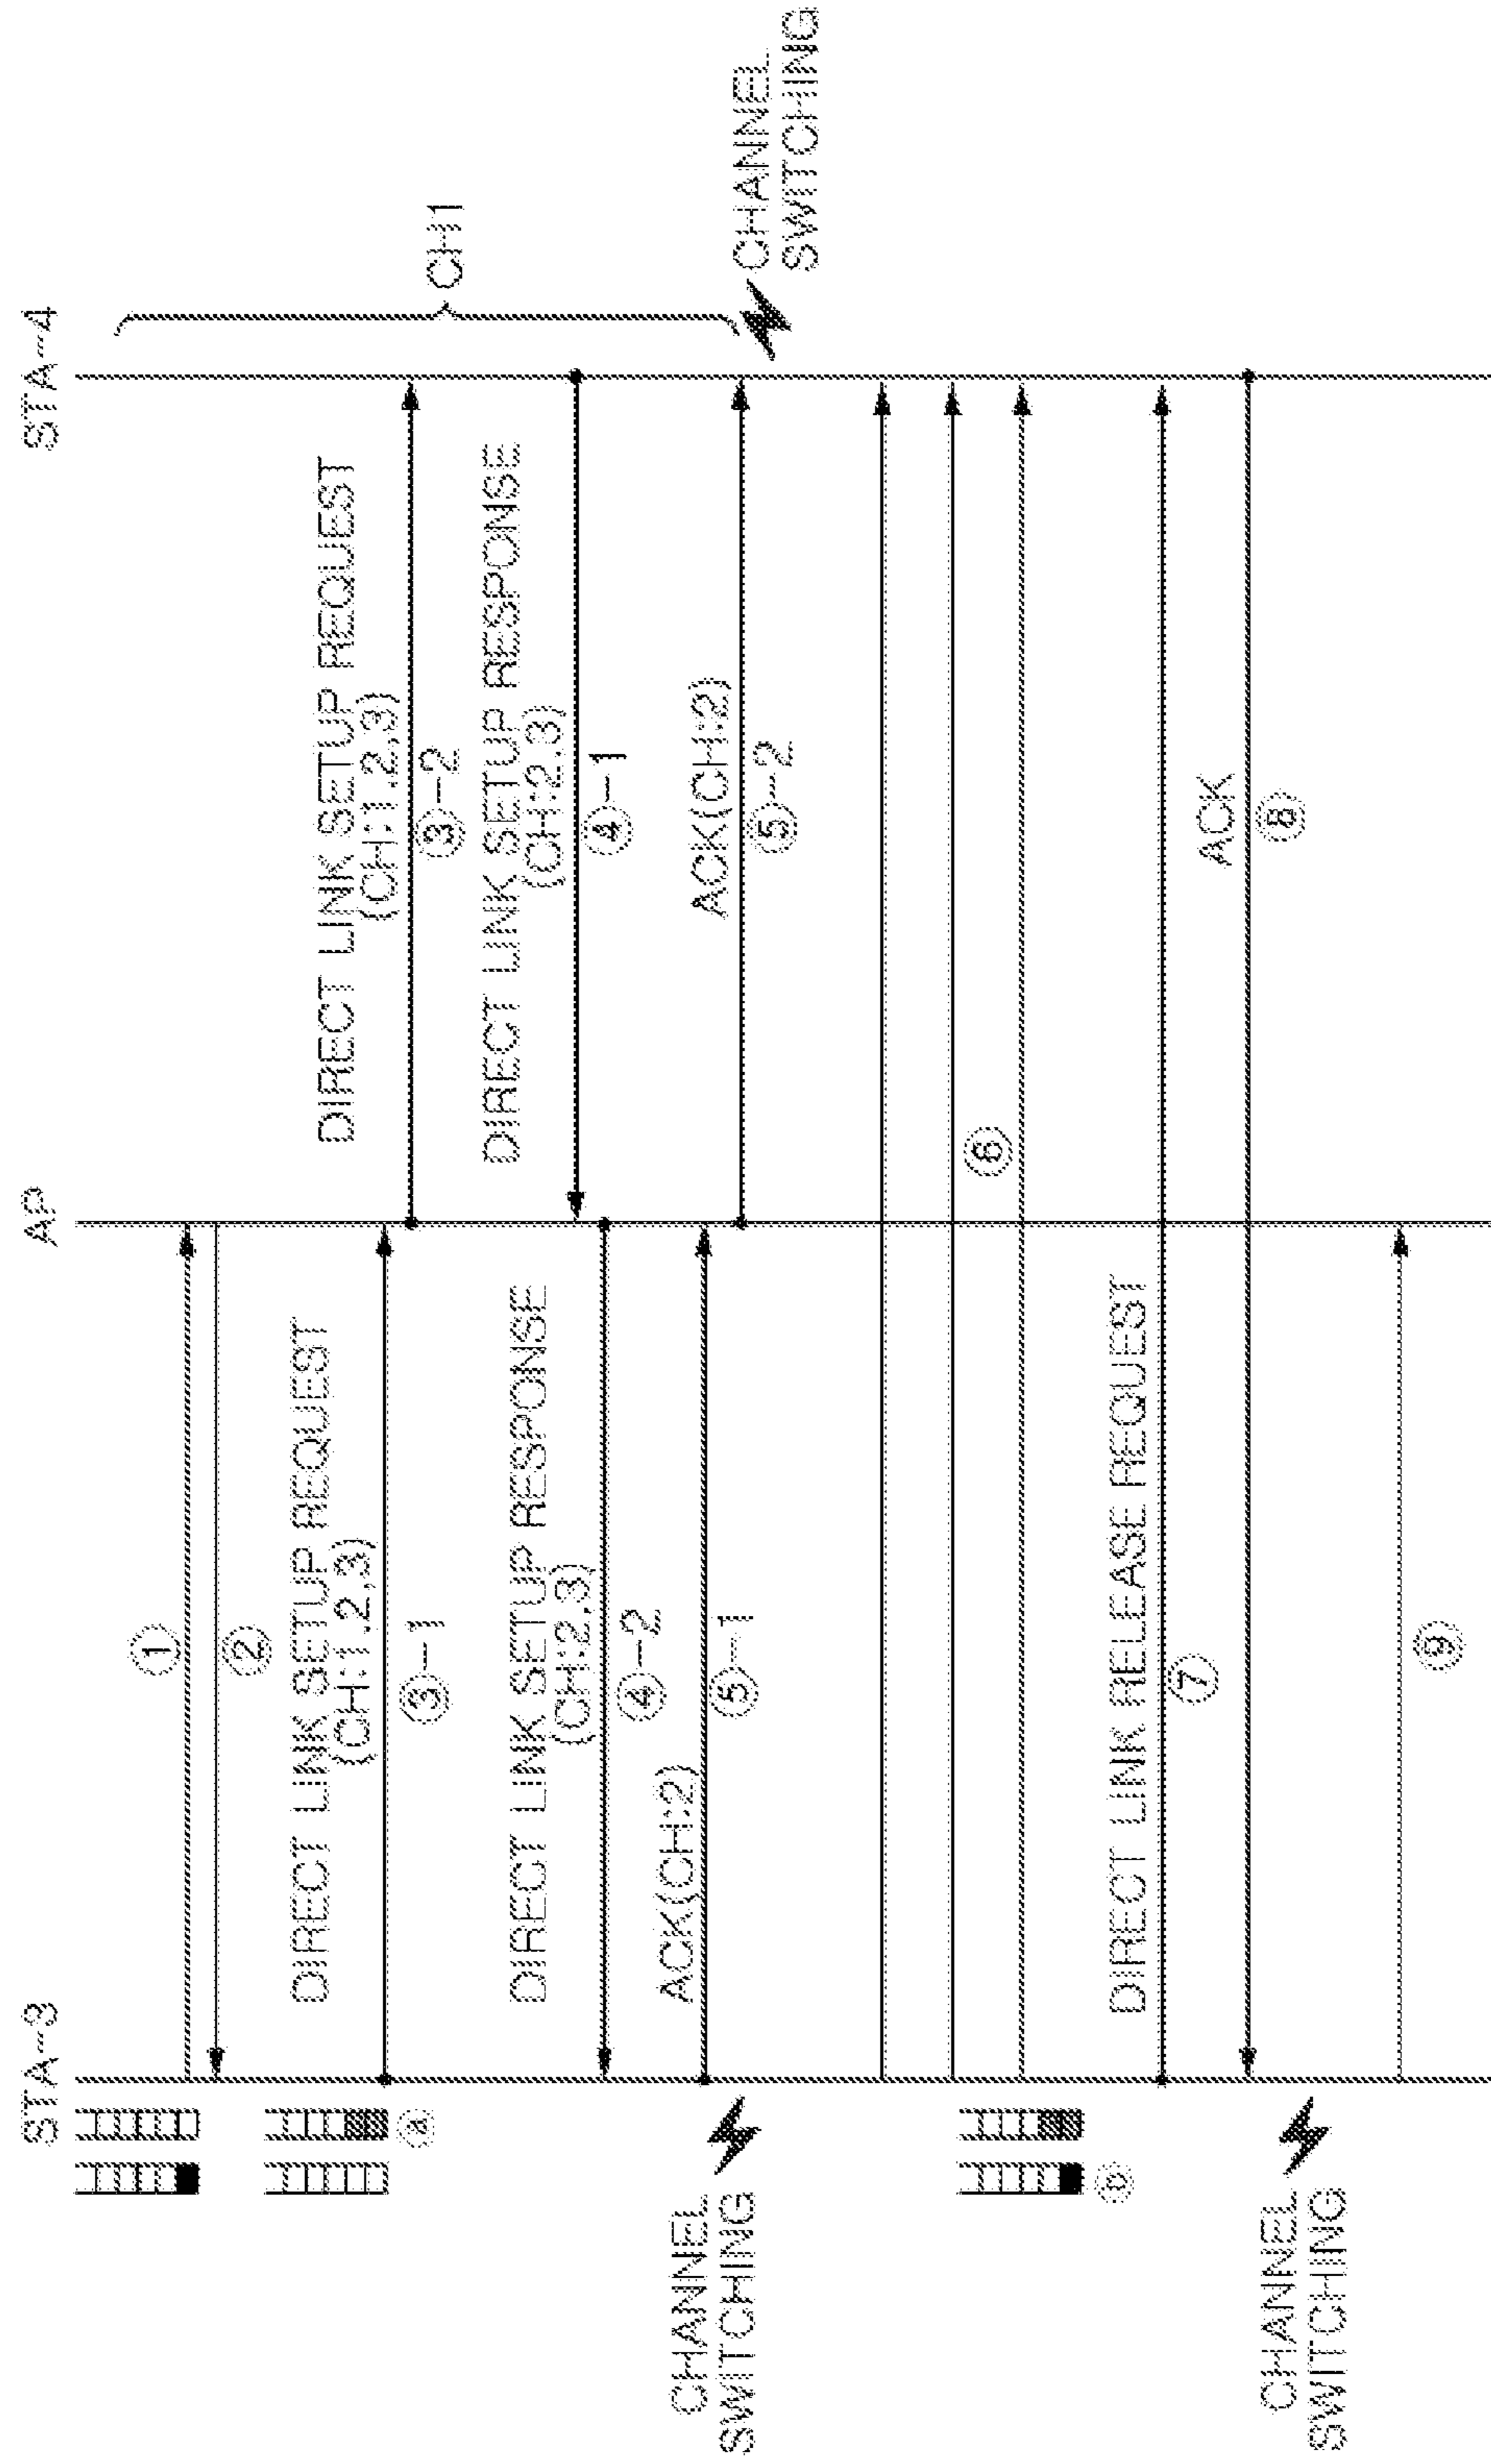 STA-3
AP
STA-4
①
②
DIRECT LINK SETUP REQUEST
(CH:1,2,3)
③-1
ⓐ
DIRECT LINK SETUP REQUEST
(CH:1,2,3)
③-2
CH1
DIRECT LINK SETUP RESPONSE
(CH:2,3)
④-1
DIRECT LINK SETUP RESPONSE
(CH:2,3)
④-2
ACK(CH:2)
⑤-1
ACK(CH:2)
⑤-2
CHANNEL
SWITCHING
CHANNEL
SWITCHING
⑥
ⓑ
DIRECT LINK RELEASE REQUEST
⑦
ACK
⑧
CHANNEL
SWITCHING
⑨